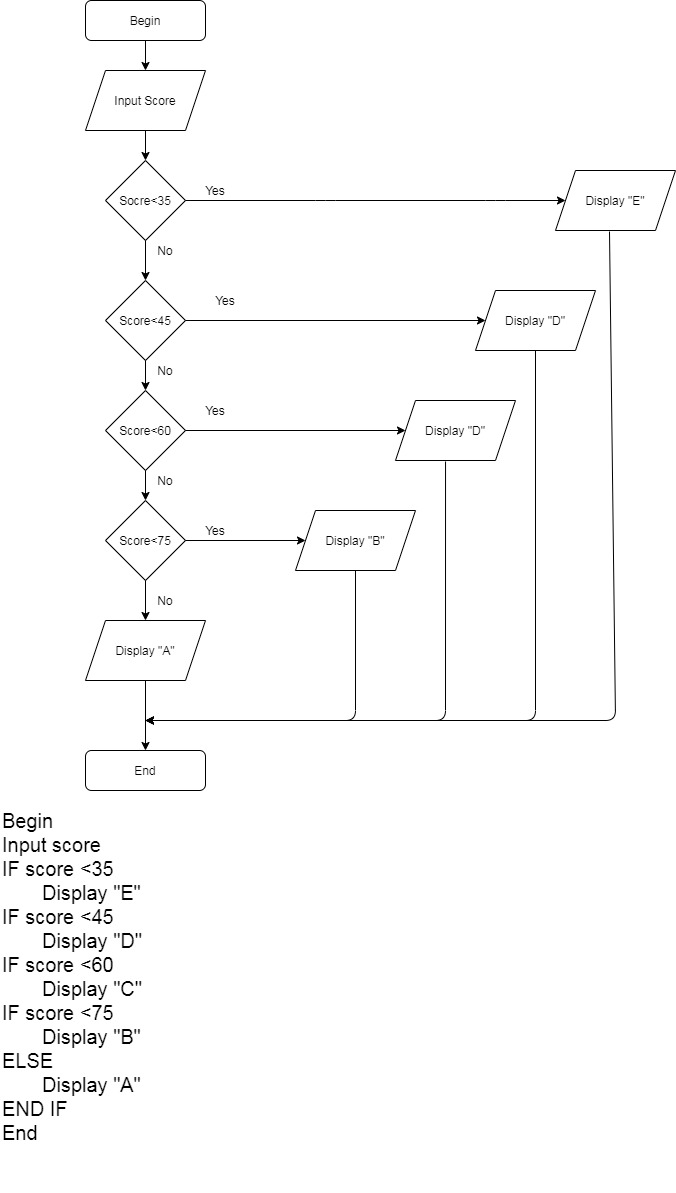 Begin
Input Score
Socre<35
Yes
Display "E"
No
Score<45
Yes
Display "D"
No
Score<60
Yes
Display "D"
No
Score<75
Yes
Display "B"
No
Display "A"
End
Begin
Input score
IF score <35
Display "E"
IF score <45
Display "D"
IF score <60
Display "C"
IF score <75
Display "B"
ELSE
Display "A"
END IF
End